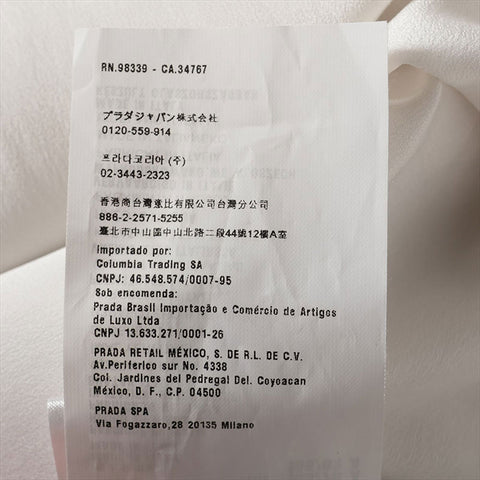 RN.98339 - CA.34767
プラダジャパン株式会社
0120-559-914
프라다코리아 (주)
02-3443-2323
香港商台灣惠比有限公司台灣分公司
886-2-2571-5255
臺北市中山區中山北路二段44號12樓A室
Importado por:
Columbia Trading SA
CNPJ: 46.548.574/0007-95
Sob encomenda:
Prada Brasil Importação e Comércio de Artigos
de Luxo Ltda
CNPJ 13.633.271/0001-26
PRADA RETAIL MÉXICO, S. DE R.L. DE C.V.
Av.Periferico sur No. 4338
Col. Jardines del Pedregal Del. Coyoacan
México, D. F., C.P. 04500
PRADA SPA
Via Fogazzaro,28 20135 Milano